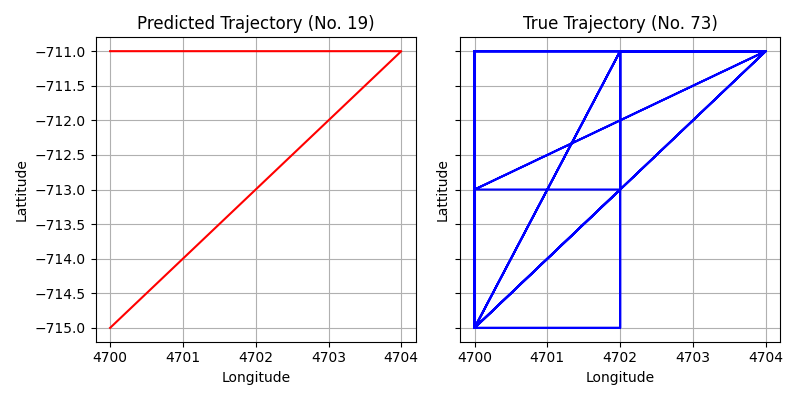 Predicted Trajectory (No. 19)
−711.0
−711.5
−712.0
−712.5
−713.0
−713.5
−714.0
−714.5
−715.0
Lattitude
4700 4701 4702 4703 4704
Longitude
True Trajectory (No. 73)
Lattitude
4700 4701 4702 4703 4704
Longitude